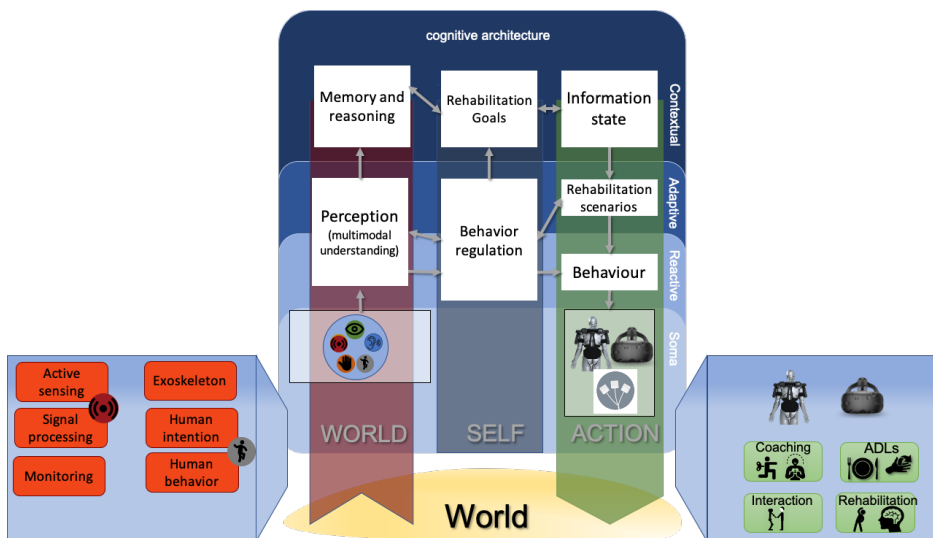 cognitive architecture
Memory and
reasoning
Rehabilitation
Goals
Information
state
Contextual
Perception
(multimodal
understanding)
Behavior
regulation
Rehabilitation
scenarios
Adaptive
Behaviour
Reactive
Soma
WORLD
SELF
ACTION
World
Active
sensing
Exoskeleton
Signal
processing
Human
intention
Monitoring
Human
behavior
Coaching
ADLs
Interaction
Rehabilitation